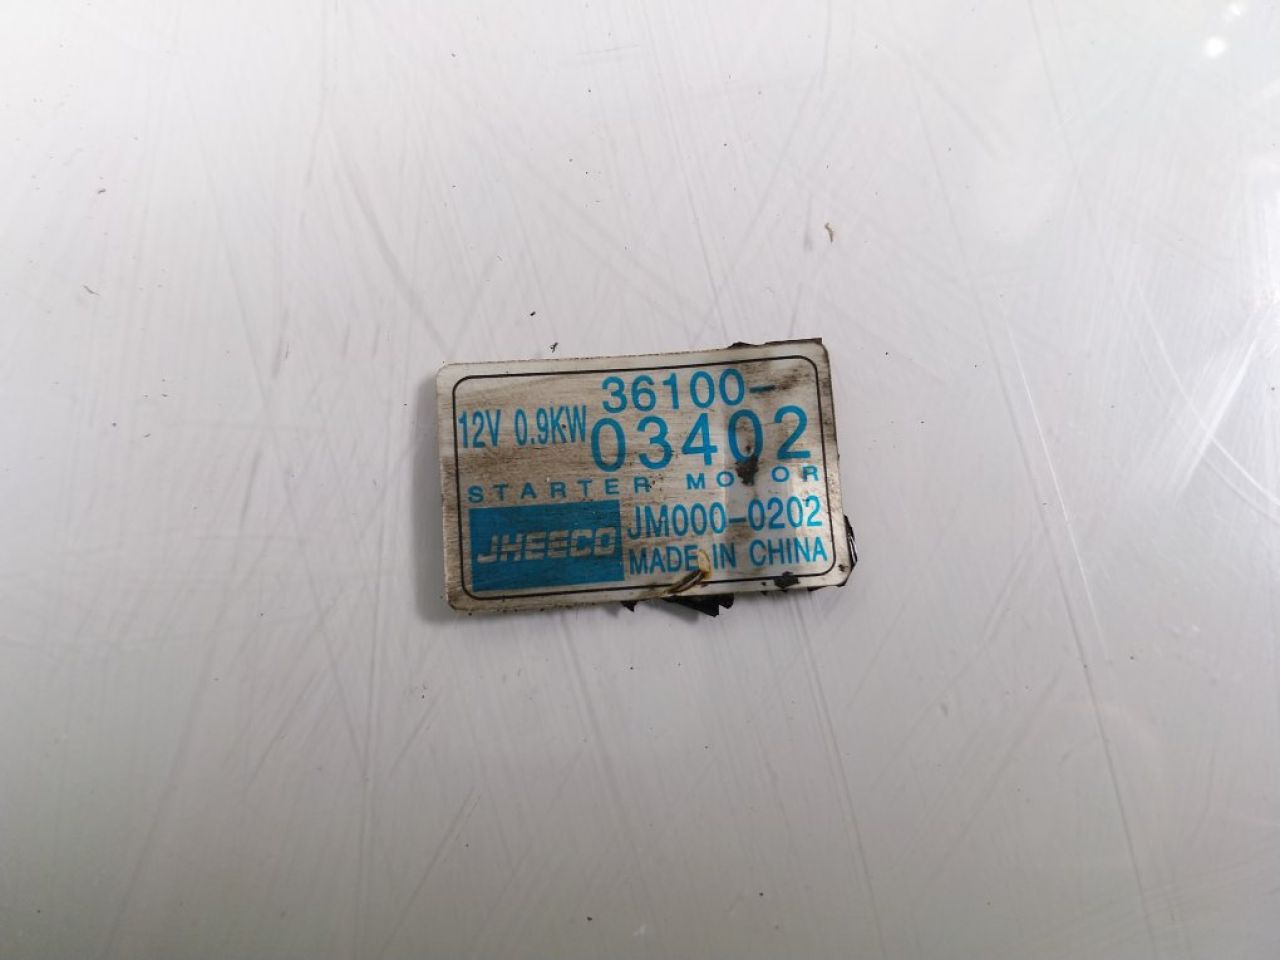 36100-
12V 0.9KW 03402
STARTER MOTOR
JHEECO JM000-0202
MADE IN CHINA